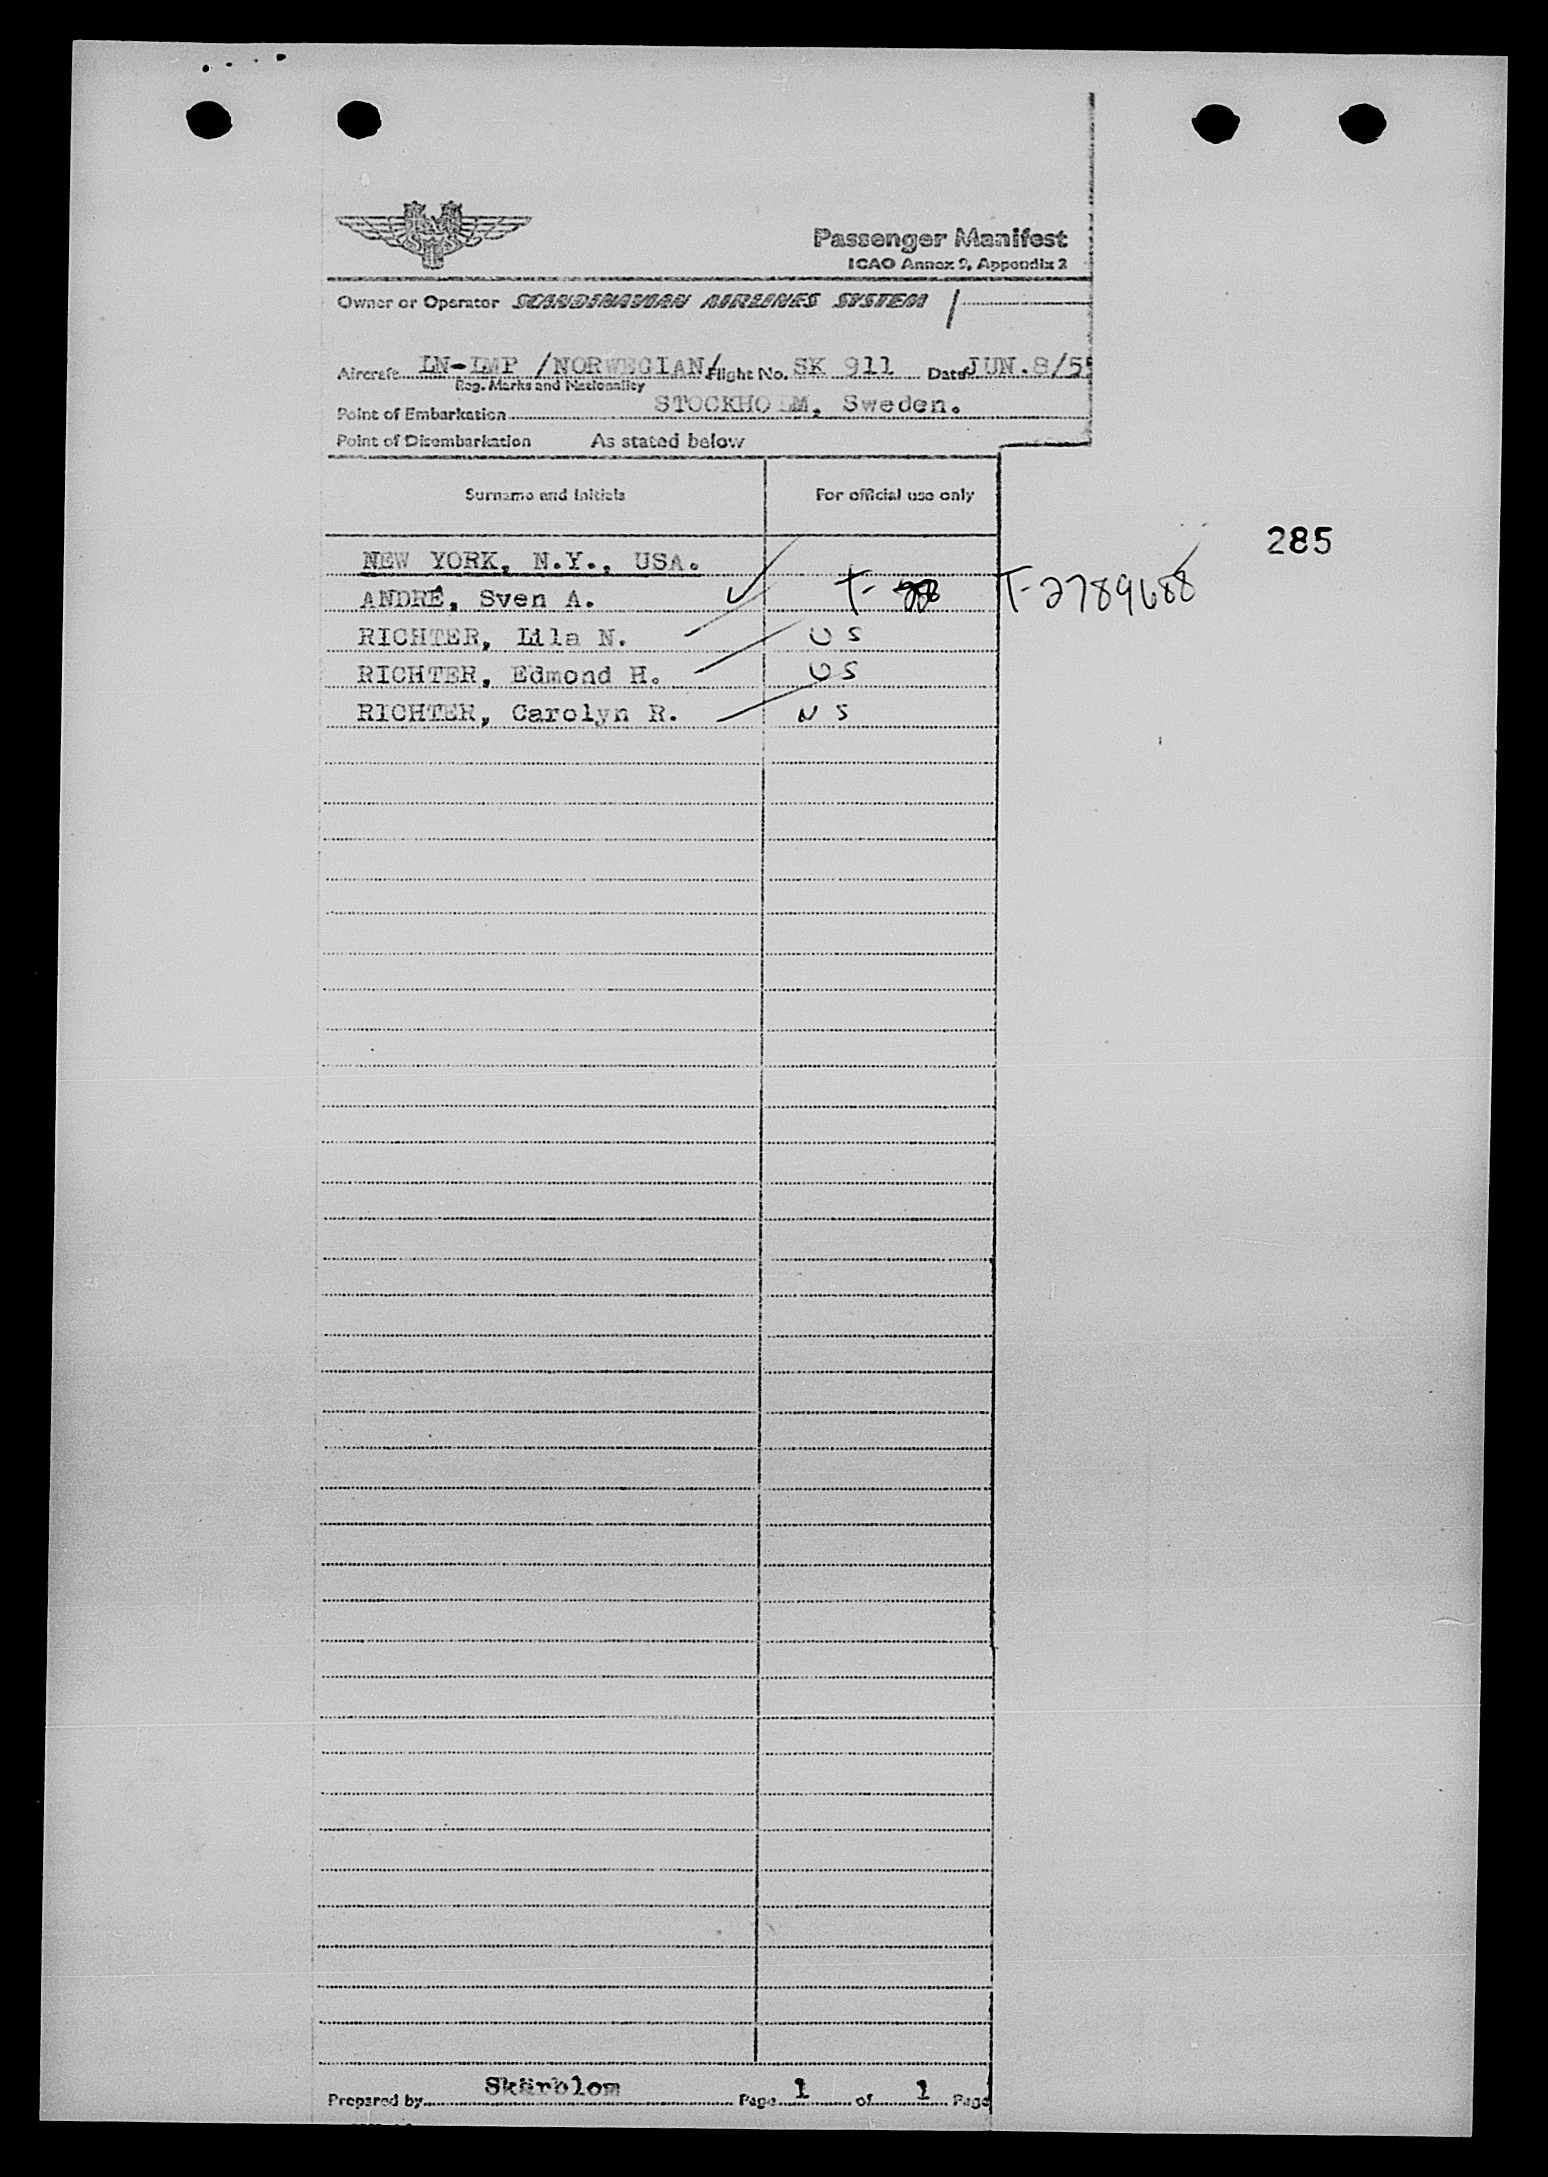 Passenger Manifest
ICAO Annex 9, Appendix 2
Owner or Operator SCANDINAVIAN AIRLINES SYSTEM
Aircraft LN-LMP /NORWEGIAN/ Flight No. SK 911 Date JUN.8/55
Reg. Marks and Nationality
Point of Embarkation STOCKHOLM, Sweden.
Point of Disembarkation As stated below
Surname and Initials For official use only
285
NEW YORK, N.Y., USA.
ANDRÉ, Sven A. T- T-2789688
RICHTER, Lila N. US
RICHTER, Edmond H. US
RICHTER, Carolyn R. US
Prepared by Skärblom Page 1 of 1 Page